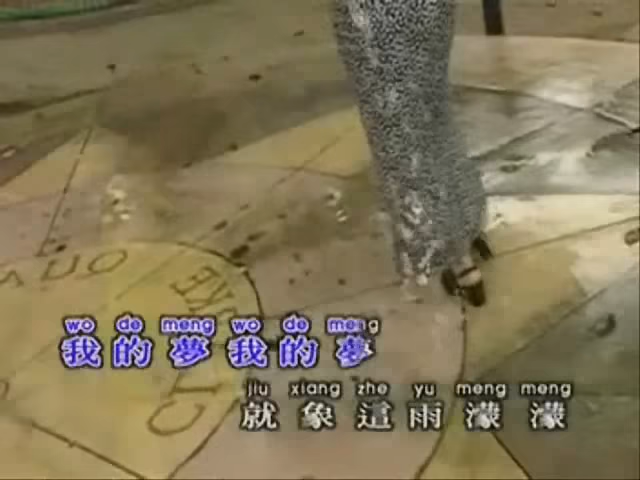 wo de meng wo de meng
我的夢我的夢
jiu xiang zhe yu meng meng
就象這雨濛濛